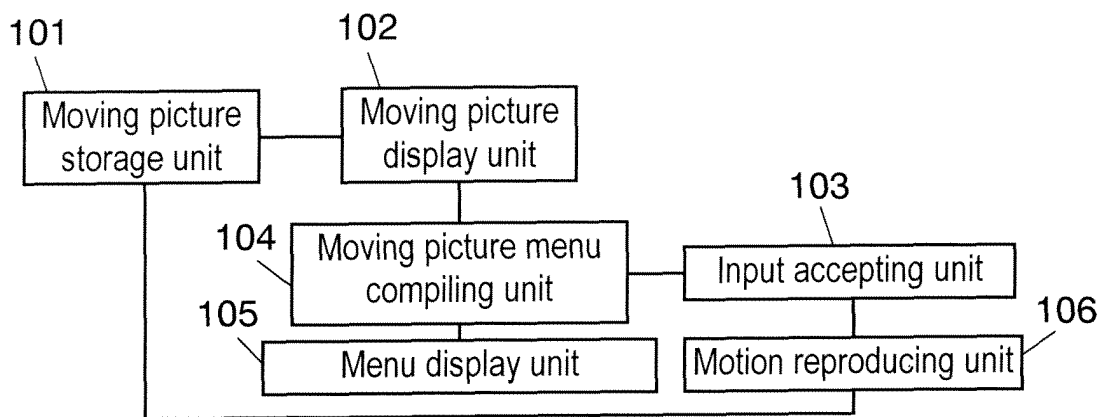 101
102
Moving picture
storage unit
Moving picture
display unit
103
104
Moving picture menu
compiling unit
Input accepting unit
105
106
Menu display unit
Motion reproducing unit